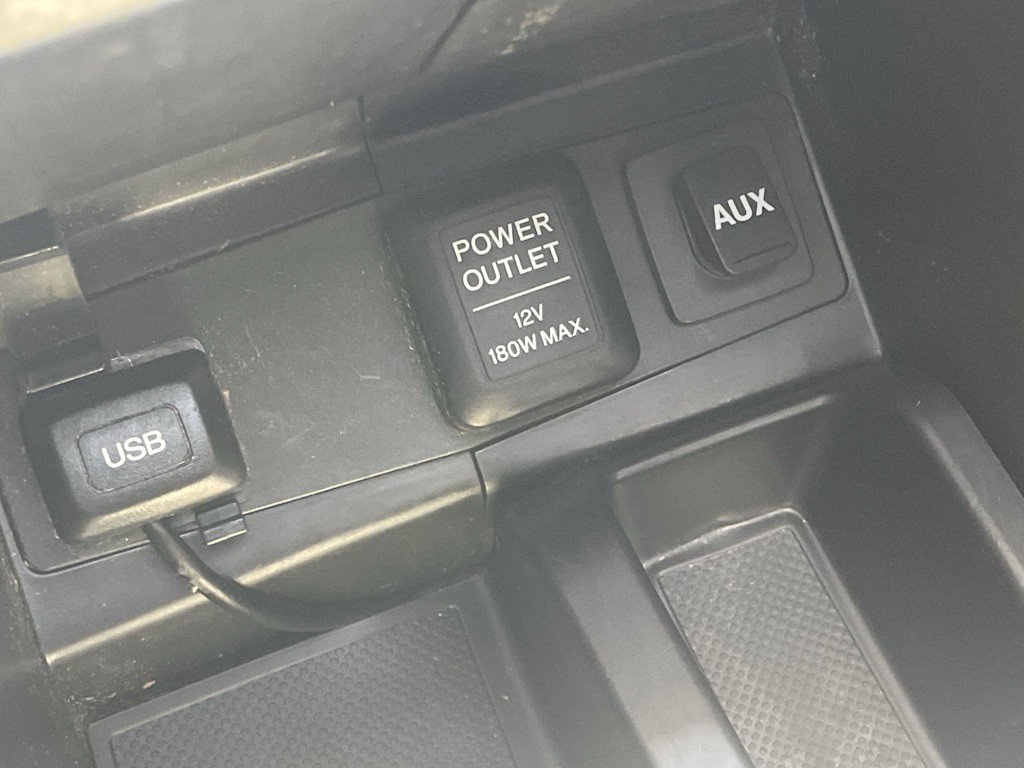 POWER
OUTLET
12V
180W MAX.
AUX
USB